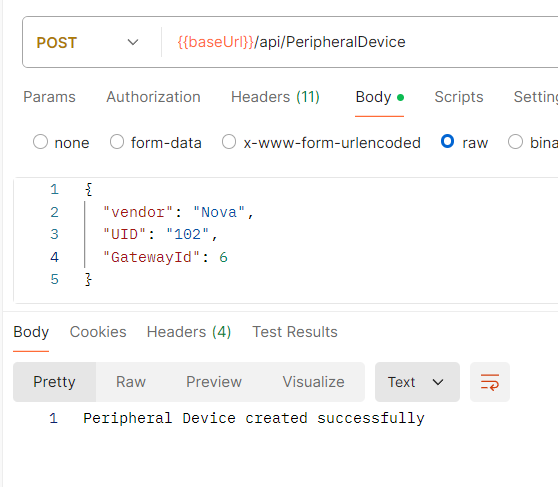 POST {{baseUrl}}/api/PeripheralDevice
Params Authorization Headers (11) Body Scripts
none form-data x-www-form-urlencoded raw
1 {
2 "vendor": "Nova",
3 "UID": "102",
4 "GatewayId": 6
5 }
Body Cookies Headers (4) Test Results
Pretty Raw Preview Visualize Text
1 Peripheral Device created successfully